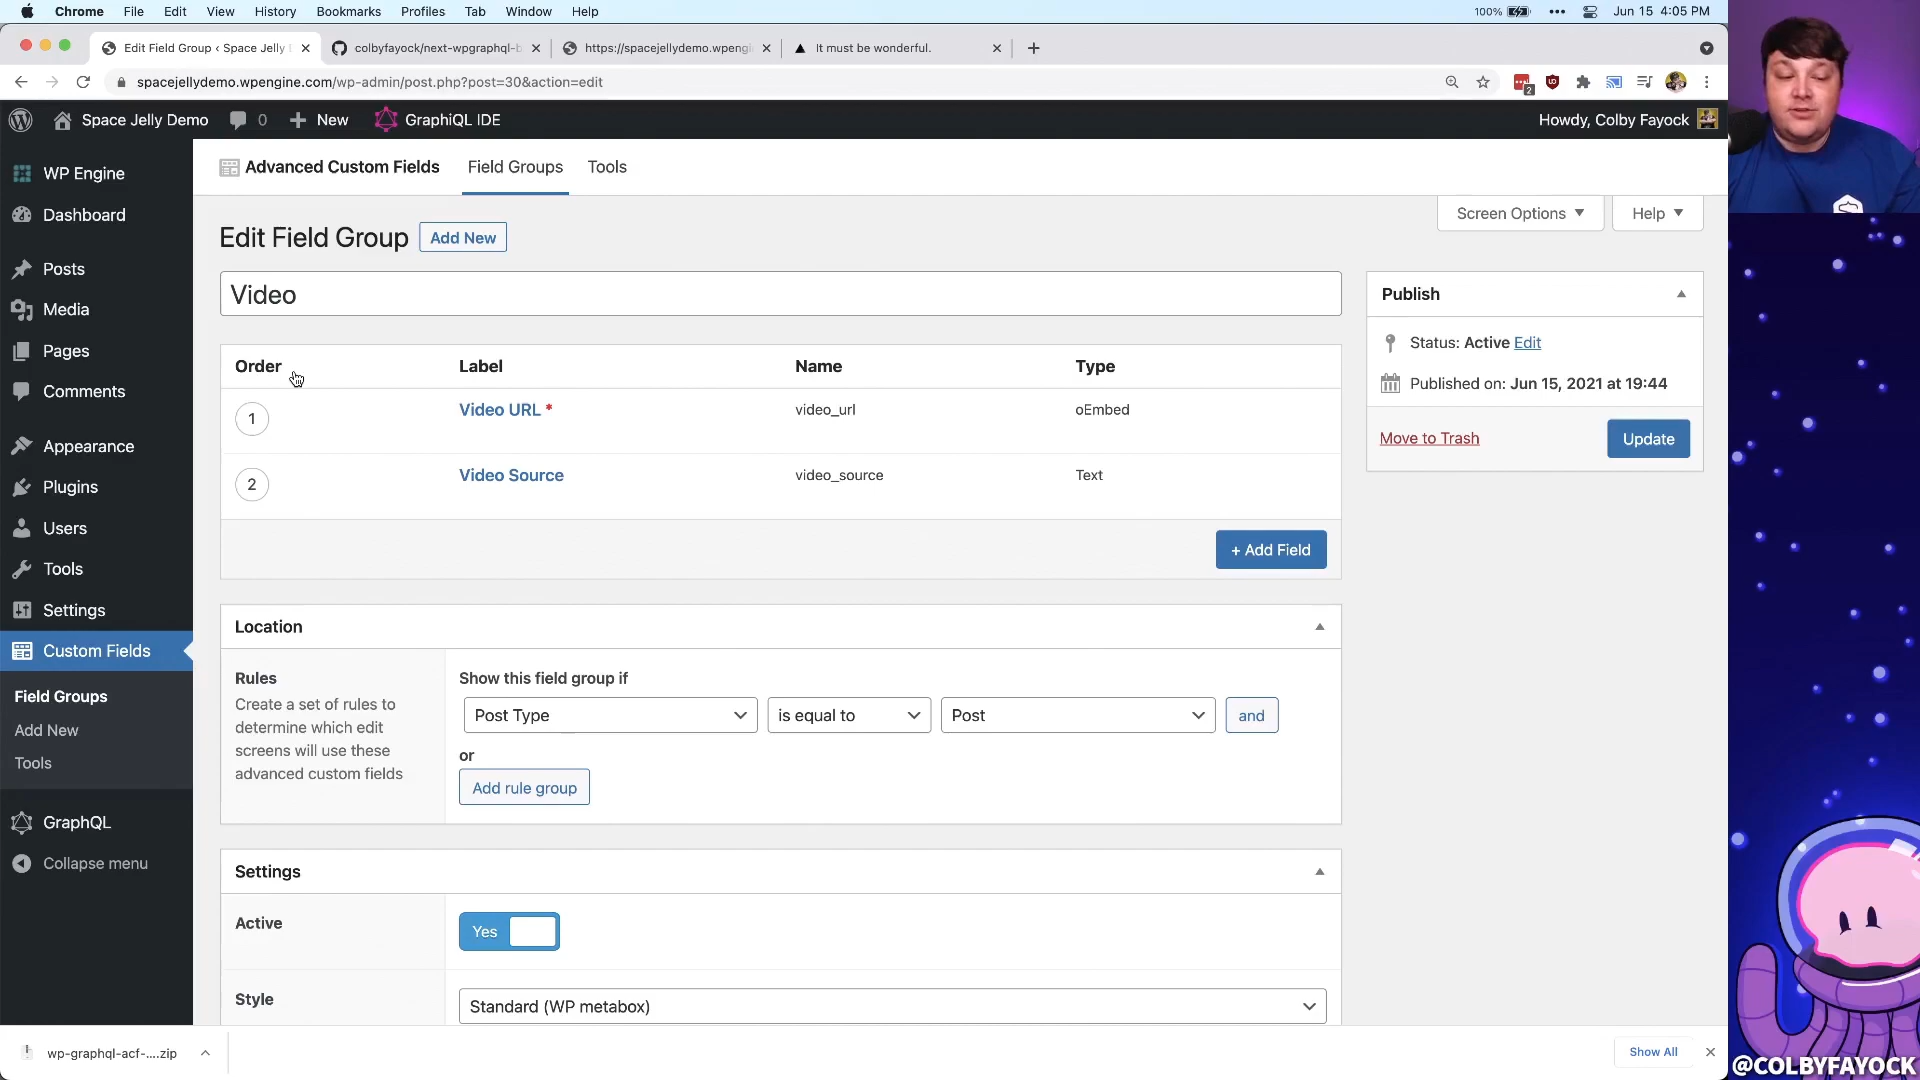 Chrome File Edit View History Bookmarks Profiles Tab Window Help 100% Jun 15 4:05 PM
Edit Field Group ‹ Space Jelly colbyfayock/next-wpgraphql-b https://spacejellydemo.wpengi It must be wonderful.
spacejellydemo.wpengine.com/wp-admin/post.php?post=30&action=edit 2
Space Jelly Demo 0 New GraphiQL IDE Howdy, Colby Fayock
WP Engine
Dashboard
Posts
Media
Pages
Comments
Appearance
Plugins
Users
Tools
Settings
Custom Fields
Field Groups
Add New
Tools
GraphQL
Collapse menu
Advanced Custom Fields Field Groups Tools
Screen Options Help
Edit Field Group Add New
Video
Order Label Name Type
1 Video URL * video_url oEmbed
2 Video Source video_source Text
+ Add Field
Publish
Status: Active Edit
Published on: Jun 15, 2021 at 19:44
Move to Trash Update
Location
Rules
Create a set of rules to
determine which edit
screens will use these
advanced custom fields
Show this field group if
Post Type is equal to Post and
or
Add rule group
Settings
Active Yes
Style Standard (WP metabox)
wp-graphql-acf-....zip Show All
@COLBYFAYOCK